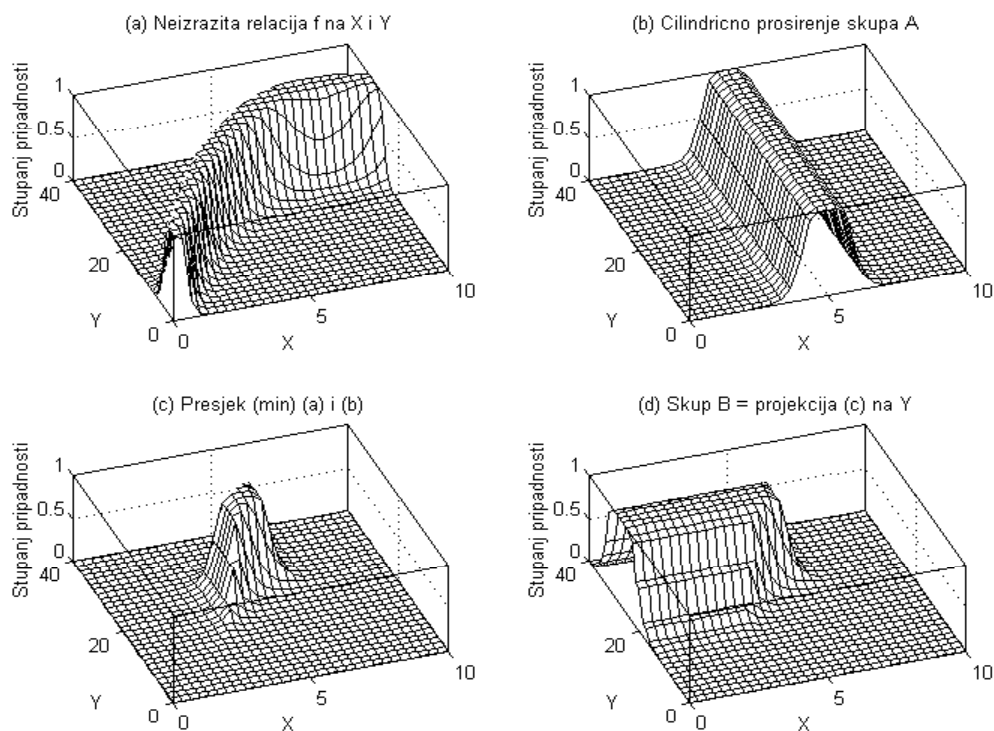 (a) Neizrazita relacija f na X i Y
Stupanj pripadnosti
1
0.5
0
40
20
0
Y
0
5
10
X
(b) Cilindricno prosirenje skupa A
Stupanj pripadnosti
1
0.5
0
40
20
0
Y
0
5
10
X
(c) Presjek (min) (a) i (b)
Stupanj pripadnosti
1
0.5
0
40
20
0
Y
0
5
10
X
(d) Skup B = projekcija (c) na Y
Stupanj pripadnosti
1
0.5
0
40
20
0
Y
0
5
10
X